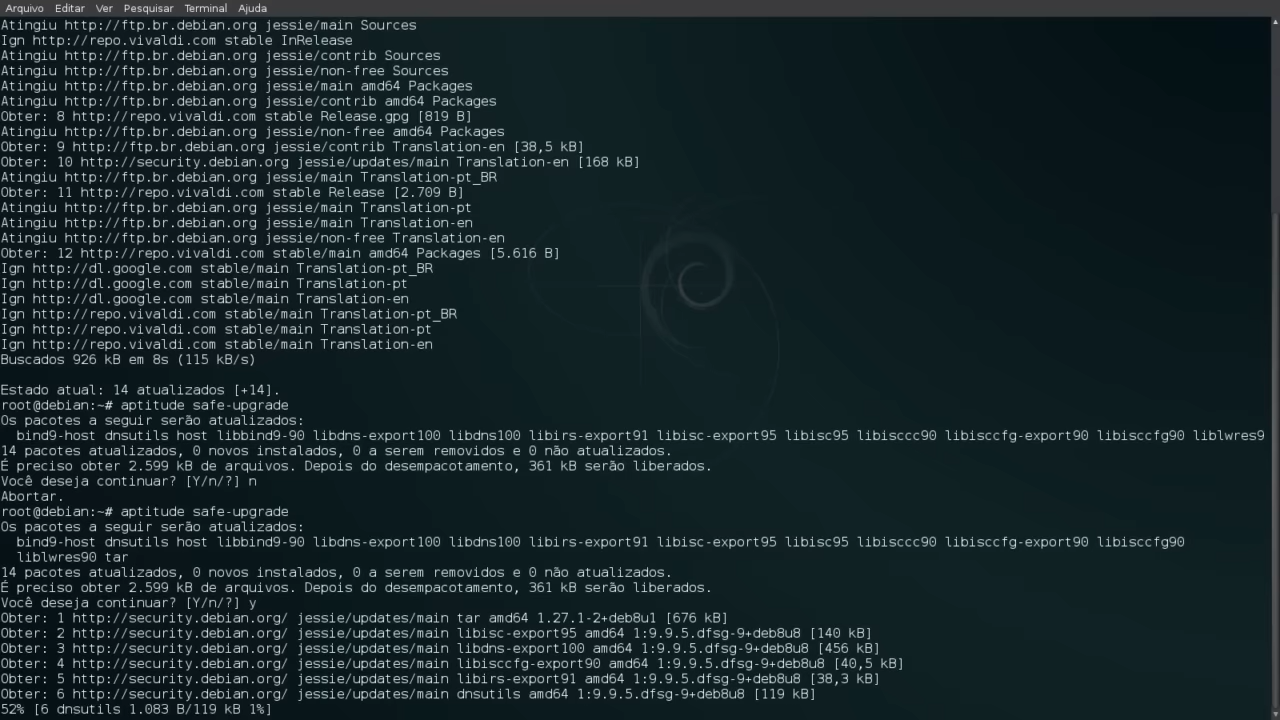 Arquivo Editar Ver Pesquisar Terminal Ajuda
Atingiu http://ftp.br.debian.org jessie/main Sources
Ign http://repo.vivaldi.com stable InRelease
Atingiu http://ftp.br.debian.org jessie/contrib Sources
Atingiu http://ftp.br.debian.org jessie/non-free Sources
Atingiu http://ftp.br.debian.org jessie/main amd64 Packages
Atingiu http://ftp.br.debian.org jessie/contrib amd64 Packages
Obter: 8 http://repo.vivaldi.com stable Release.gpg [819 B]
Atingiu http://ftp.br.debian.org jessie/non-free amd64 Packages
Obter: 9 http://ftp.br.debian.org jessie/contrib Translation-en [38,5 kB]
Obter: 10 http://security.debian.org jessie/updates/main Translation-en [168 kB]
Atingiu http://ftp.br.debian.org jessie/main Translation-pt_BR
Obter: 11 http://repo.vivaldi.com stable Release [2.709 B]
Atingiu http://ftp.br.debian.org jessie/main Translation-pt
Atingiu http://ftp.br.debian.org jessie/main Translation-en
Atingiu http://ftp.br.debian.org jessie/non-free Translation-en
Obter: 12 http://repo.vivaldi.com stable/main amd64 Packages [5.616 B]
Ign http://dl.google.com stable/main Translation-pt_BR
Ign http://dl.google.com stable/main Translation-pt
Ign http://dl.google.com stable/main Translation-en
Ign http://repo.vivaldi.com stable/main Translation-pt_BR
Ign http://repo.vivaldi.com stable/main Translation-pt
Ign http://repo.vivaldi.com stable/main Translation-en
Buscados 926 kB em 8s (115 kB/s)
Estado atual: 14 atualizados [+14].
root@debian:~# aptitude safe-upgrade
Os pacotes a seguir serão atualizados:
bind9-host dnsutils host libbind9-90 libdns-export100 libdns100 libirs-export91 libisc-export95 libisc95 libisccc90 libisccfg-export90 libisccfg90 liblwres9
14 pacotes atualizados, 0 novos instalados, 0 a serem removidos e 0 não atualizados.
É preciso obter 2.599 kB de arquivos. Depois do desempacotamento, 361 kB serão liberados.
Você deseja continuar? [Y/n/?] n
Abortar.
root@debian:~# aptitude safe-upgrade
Os pacotes a seguir serão atualizados:
bind9-host dnsutils host libbind9-90 libdns-export100 libdns100 libirs-export91 libisc-export95 libisc95 libisccc90 libisccfg-export90 libisccfg90
liblwres90 tar
14 pacotes atualizados, 0 novos instalados, 0 a serem removidos e 0 não atualizados.
É preciso obter 2.599 kB de arquivos. Depois do desempacotamento, 361 kB serão liberados.
Você deseja continuar? [Y/n/?] y
Obter: 1 http://security.debian.org/ jessie/updates/main tar amd64 1.27.1-2+deb8u1 [676 kB]
Obter: 2 http://security.debian.org/ jessie/updates/main libisc-export95 amd64 1:9.9.5.dfsg-9+deb8u8 [140 kB]
Obter: 3 http://security.debian.org/ jessie/updates/main libdns-export100 amd64 1:9.9.5.dfsg-9+deb8u8 [456 kB]
Obter: 4 http://security.debian.org/ jessie/updates/main libisccfg-export90 amd64 1:9.9.5.dfsg-9+deb8u8 [40,5 kB]
Obter: 5 http://security.debian.org/ jessie/updates/main libirs-export91 amd64 1:9.9.5.dfsg-9+deb8u8 [38,3 kB]
Obter: 6 http://security.debian.org/ jessie/updates/main dnsutils amd64 1:9.9.5.dfsg-9+deb8u8 [119 kB]
52% [6 dnsutils 1.083 B/119 kB 1%]